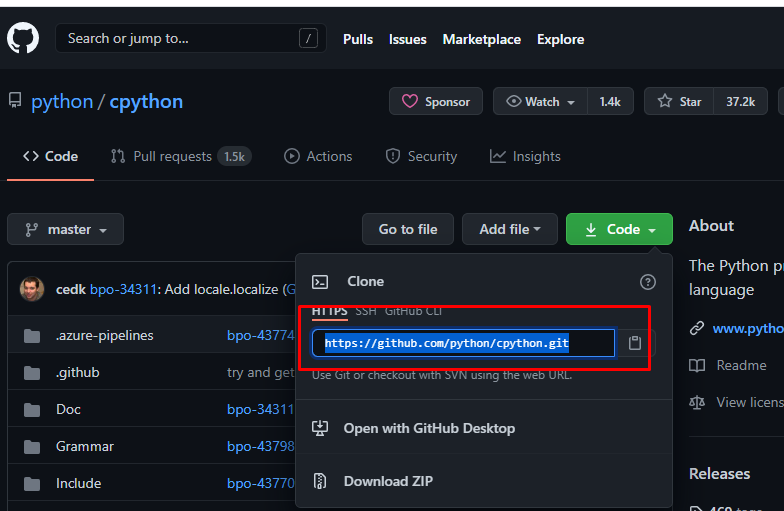 Search or jump to... /
Pulls Issues Marketplace Explore
python / cpython
Sponsor Watch 1.4k Star 37.2k
Code Pull requests 1.5k Actions Security Insights
master Go to file Add file Code
About
The Python
language
cedk bpo-34311: Add locale.localize (
Clone
HTTPS SSH GitHub CLI
https://github.com/python/cpython.git
Use Git or checkout with SVN using the web URL.
.azure-pipelines bpo-43774
.github try and get
Doc bpo-34311
Grammar bpo-43798
Include bpo-43770
Open with GitHub Desktop
Download ZIP
www.pytho
Readme
View licens
Releases